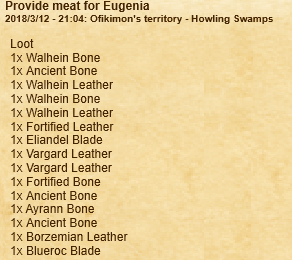 Provide meat for Eugenia
2018/3/12 - 21:04: Ofikimon's territory - Howling Swamps
Loot
1x Walhein Bone
1x Ancient Bone
1x Walhein Leather
1x Walhein Bone
1x Walhein Leather
1x Fortified Leather
1x Eliandel Blade
1x Vargard Leather
1x Vargard Leather
1x Fortified Bone
1x Ancient Bone
1x Ayrann Bone
1x Ancient Bone
1x Borzemian Leather
1x Blueroc Blade